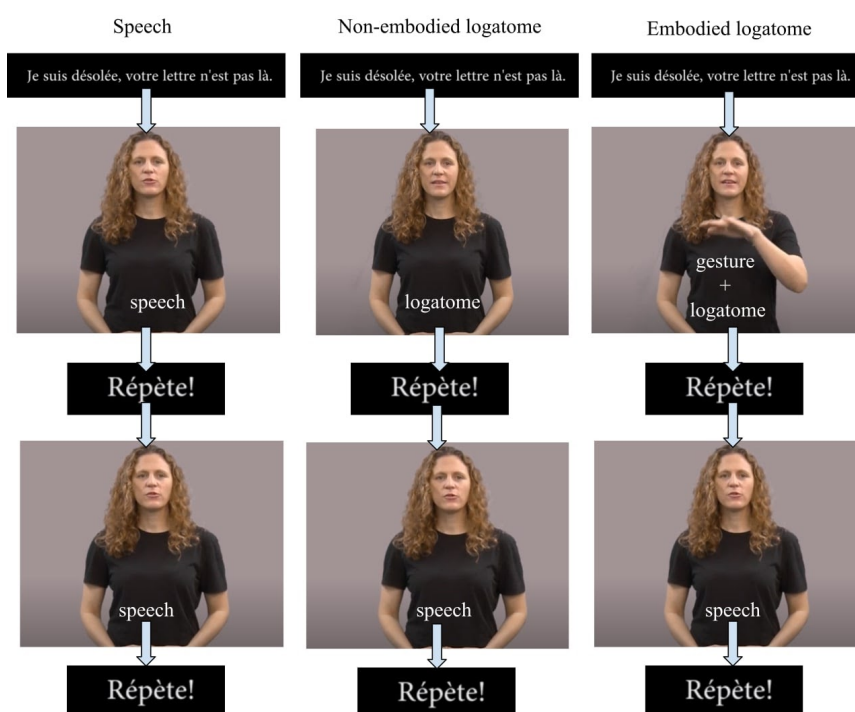 Speech
Non-embodied logatome
Embodied logatome
Je suis désolée, votre lettre n'est pas là.
Je suis désolée, votre lettre n'est pas là.
Je suis désolée, votre lettre n'est pas là.
speech
logatome
gesture
+
logatome
Répète!
Répète!
Répète!
speech
speech
speech
Répète!
Répète!
Répète!